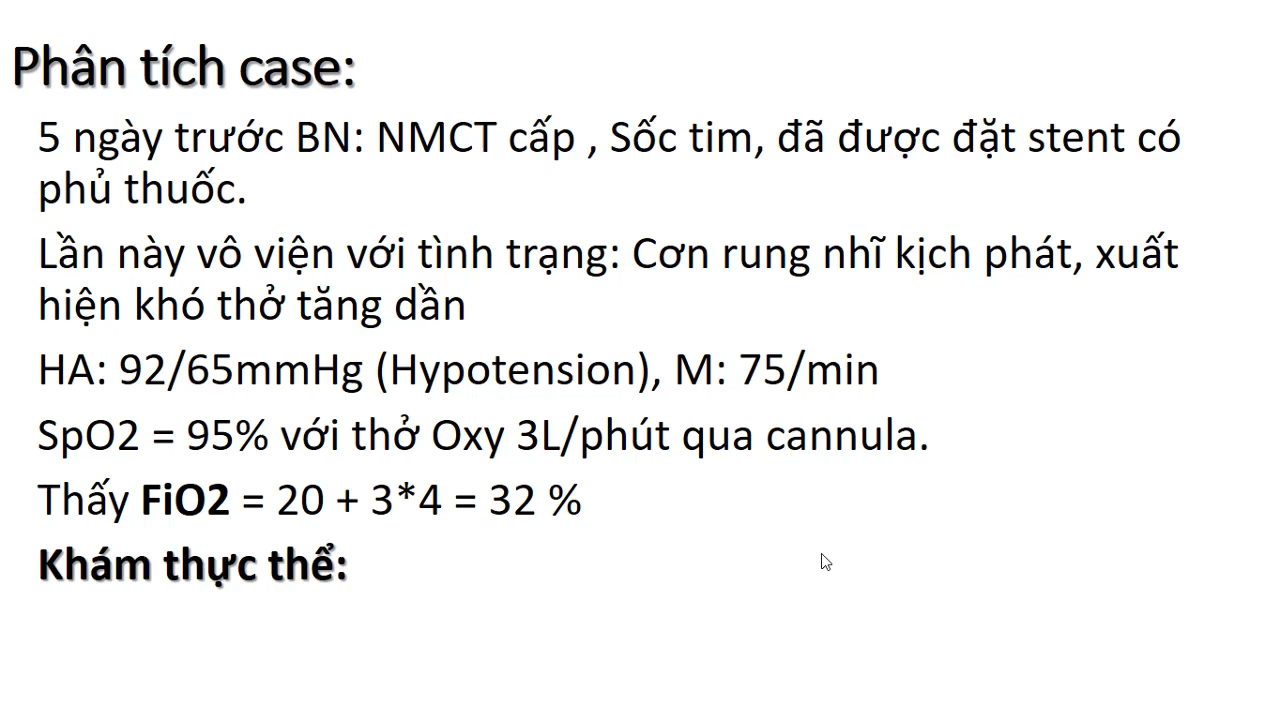 Phân tích case:
5 ngày trước BN: NMCT cấp , Sốc tim, đã được đặt stent có
phủ thuốc.
Lần này vô viện với tình trạng: Cơn rung nhĩ kịch phát, xuất
hiện khó thở tăng dần
HA: 92/65mmHg (Hypotension), M: 75/min
SpO2 = 95% với thở Oxy 3L/phút qua cannula.
Thấy FiO2 = 20 + 3*4 = 32 %
Khám thực thể: